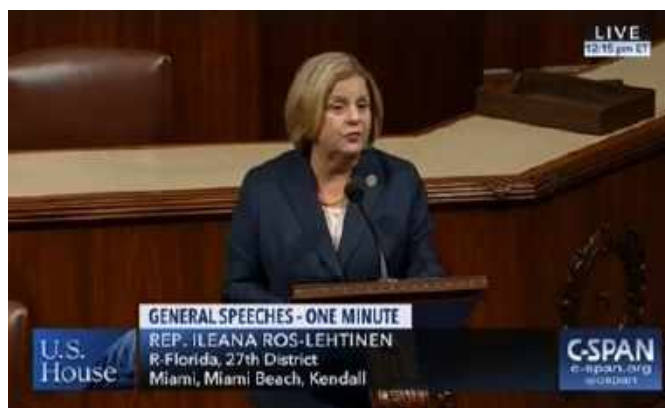 LIVE
12:15 pm ET
GENERAL SPEECHES - ONE MINUTE
REP. ILEANA ROS-LEHTINEN
R-Florida, 27th District
Miami, Miami Beach, Kendall
U.S.
House
C-SPAN
c-span.org
@cspan